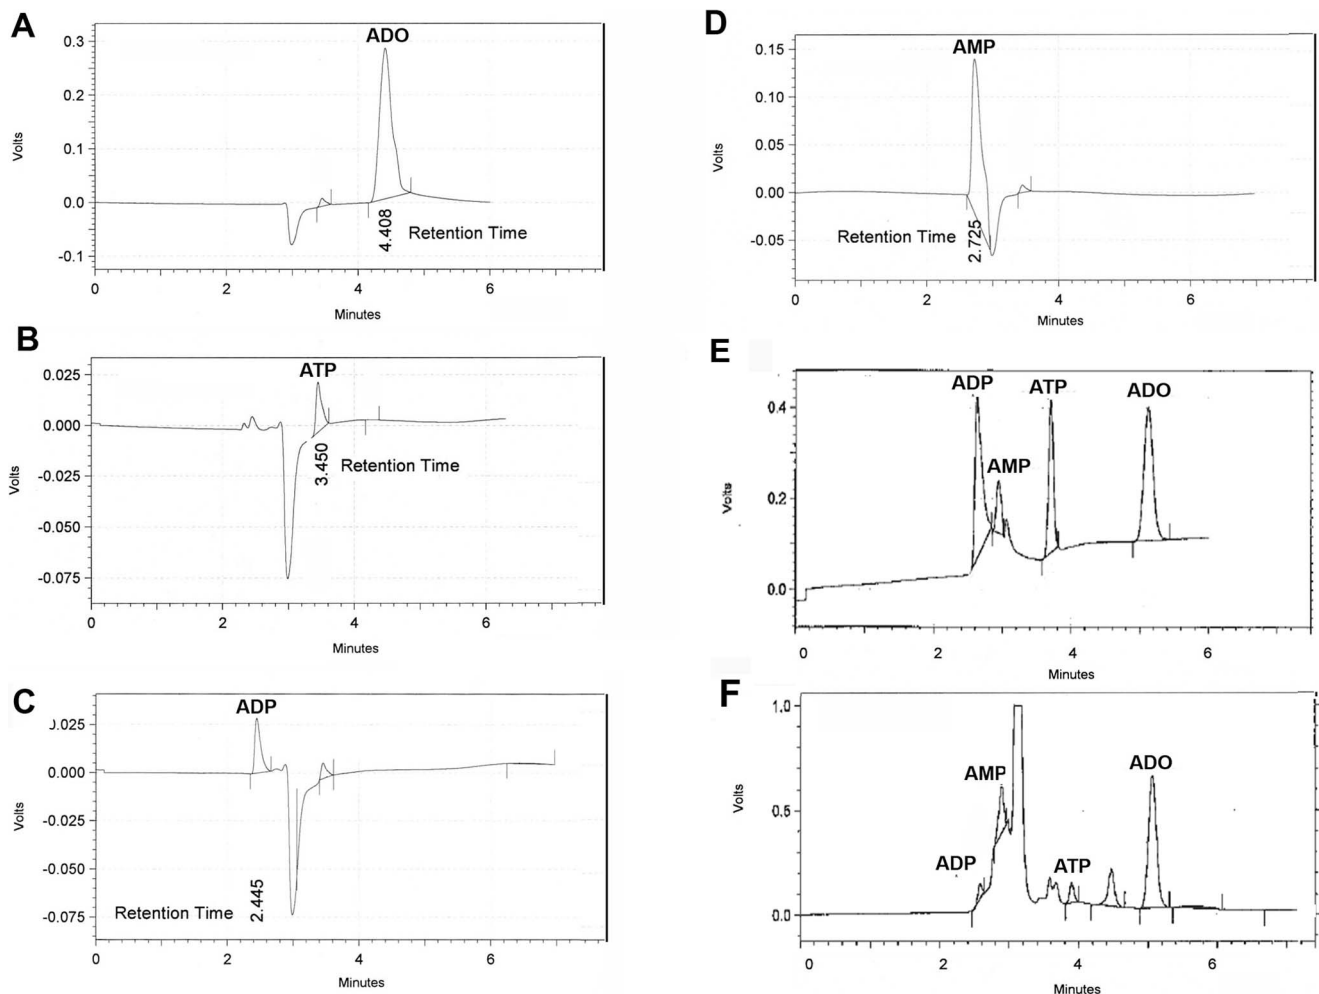 A
ADO
0.3
0.2
0.1
0.0
-0.1
Volts
4.408
Retention Time
0 2 4 6
Minutes
B
ATP
0.025
0.000
-0.025
-0.050
-0.075
Volts
3.450
Retention Time
0 2 4 6
Minutes
C
ADP
0.025
0.000
-0.025
-0.050
-0.075
Volts
Retention Time
2.445
0 2 4 6
Minutes
D
AMP
0.15
0.10
0.05
0.00
-0.05
Volts
Retention Time
2.725
0 2 4 6
Minutes
E
ADP ATP ADO
AMP
0.4
0.2
0.0
Volts
0 2 4 6
Minutes
F
ADO
AMP
ADP ATP
1.0
0.5
0.0
Volts
0 2 4 6
Minutes